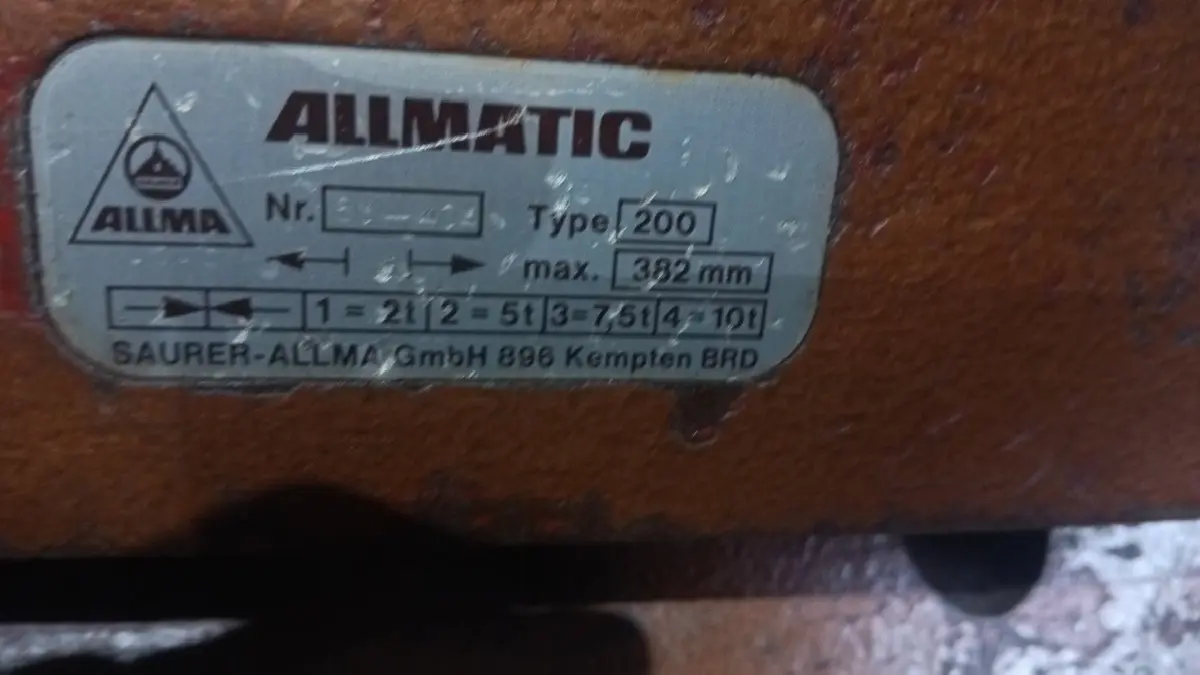 ALLMATIC
ALLMA
Nr. Type 200
max. 382 mm
1 = 2t 2 = 5t 3=7,5t 4=10t
SAURER-ALLMA GmbH 896 Kempten BRD